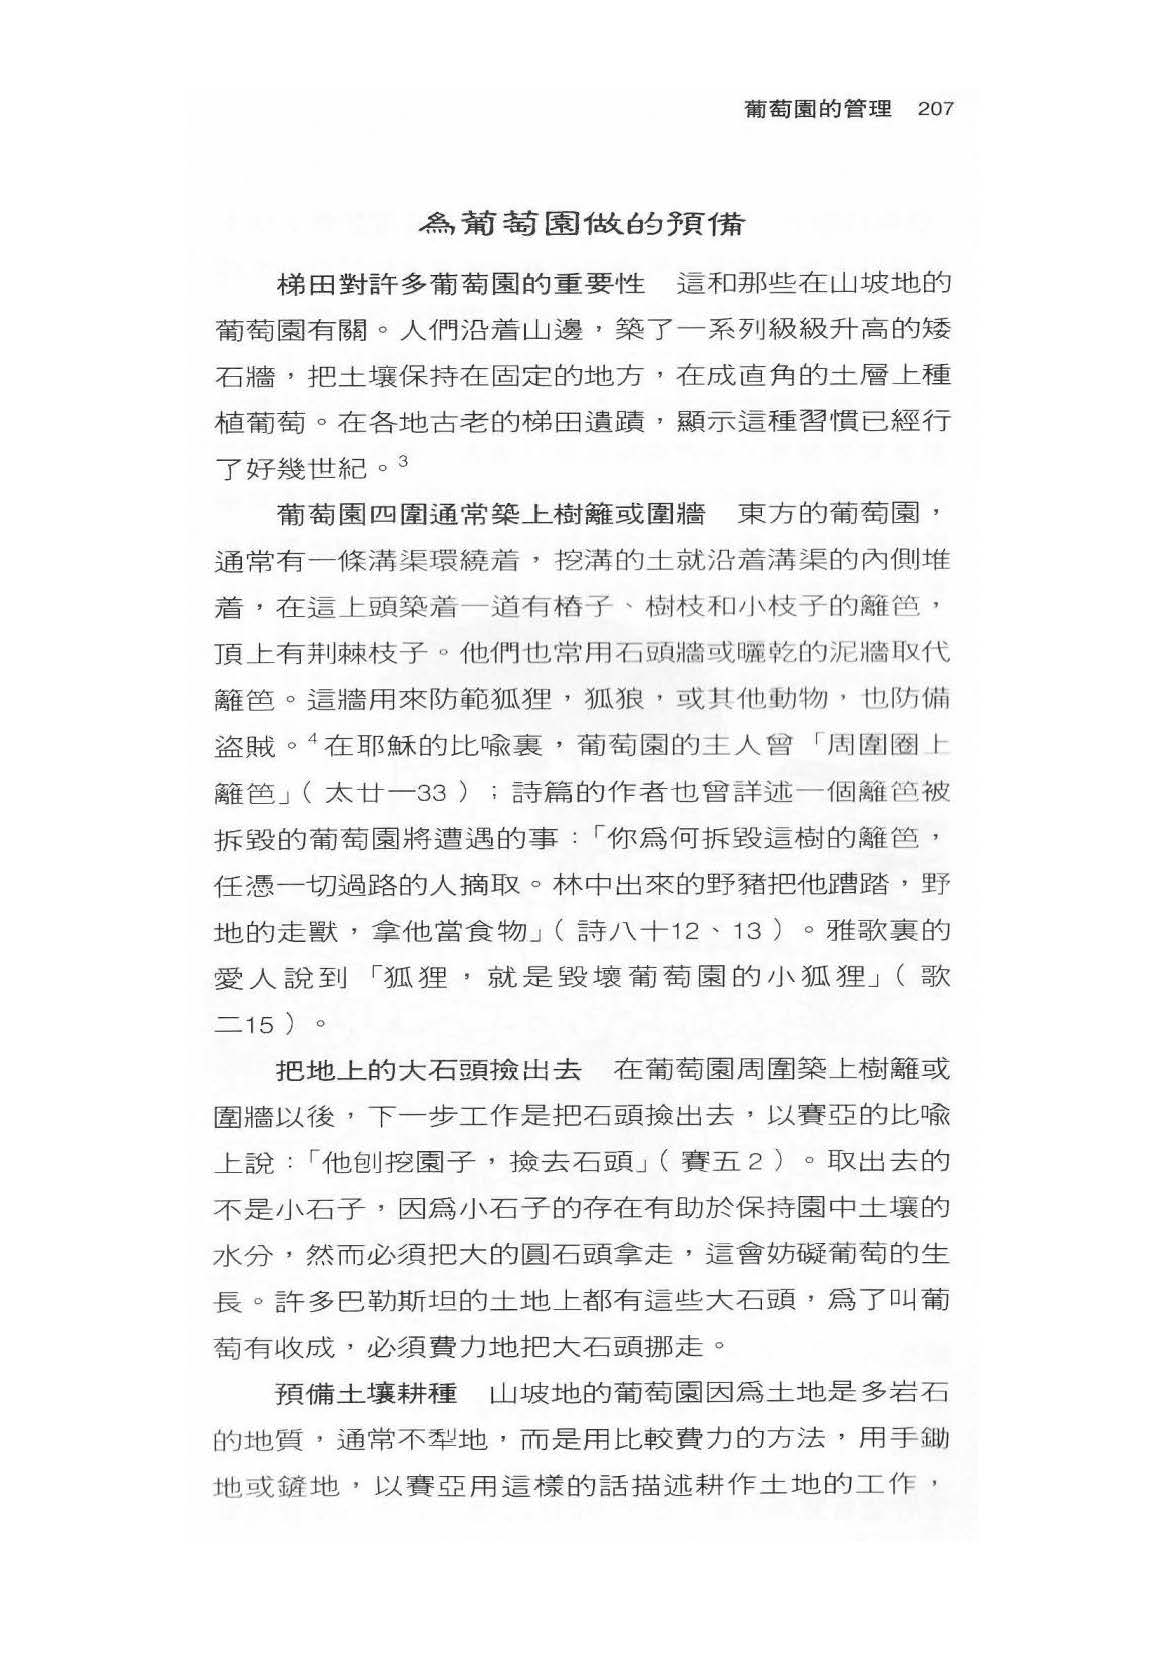 葡萄園的管理　207
為葡萄園做的預備
梯田對許多葡萄園的重要性　這和那些在山坡地的
葡萄園有關。人們沿着山邊，築了一系列級級升高的矮
石牆，把土壤保持在固定的地方，在成直角的土層上種
植葡萄。在各地古老的梯田遺蹟，顯示這種習慣已經行
了好幾世紀。3
葡萄園四圍通常築上樹籬或圍牆　東方的葡萄園，
通常有一條溝渠環繞着，挖溝的土就沿着溝渠的內側堆
着，在這上頭築着一道有樁子、樹枝和小枝子的籬笆，
頂上有荆棘枝子。他們也常用石頭牆或曬乾的泥牆取代
籬笆。這牆用來防範狐狸，狐狼，或其他動物，也防備
盜賊。4在耶穌的比喩裏，葡萄園的主人曾「周圍圈上
籬笆」（太廿一33）；詩篇的作者也曾詳述一個籬笆被
拆毀的葡萄園將遭遇的事：「你爲何拆毀這樹的籬笆，
任憑一切過路的人摘取。林中出來的野豬把他蹧踏，野
地的走獸，拿他當食物」（詩八十12、13）。雅歌裏的
愛人說到「狐狸，就是毀壞葡萄園的小狐狸」（歌
二15）。
把地上的大石頭撿出去　在葡萄園周圍築上樹籬或
圍牆以後，下一步工作是把石頭撿出去，以賽亞的比喩
上說：「他刨挖園子，撿去石頭」（賽五2）。取出去的
不是小石子，因爲小石子的存在有助於保持園中土壤的
水分，然而必須把大的圓石頭拿走，這會妨礙葡萄的生
長。許多巴勒斯坦的土地上都有這些大石頭，爲了叫葡
萄有收成，必須費力地把大石頭挪走。
預備土壤耕種　山坡地的葡萄園因爲土地是多岩石
的地質，通常不犁地，而是用比較費力的方法，用手鋤
地或鏟地，以賽亞用這樣的話描述耕作土地的工作，